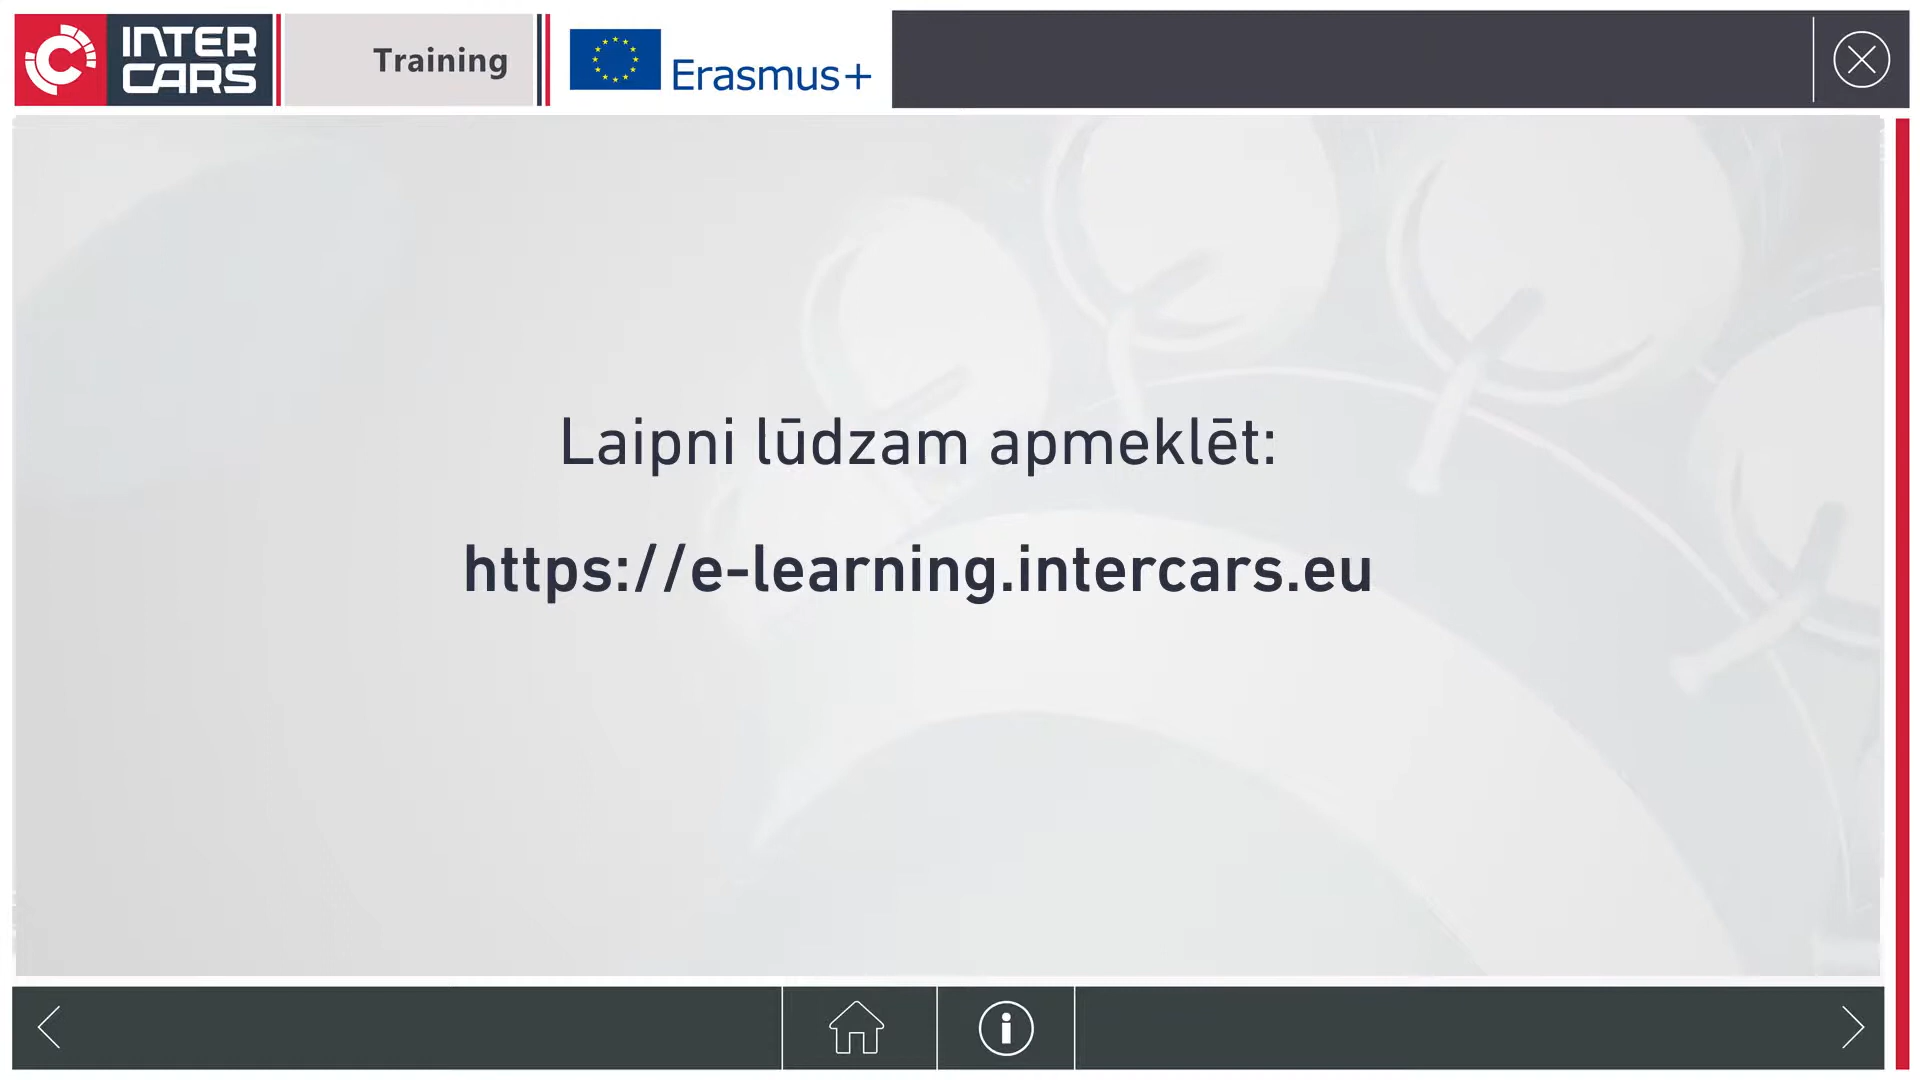 INTER
CARS
Training
Erasmus+
Laipni lūdzam apmeklēt:
https://e-learning.intercars.eu